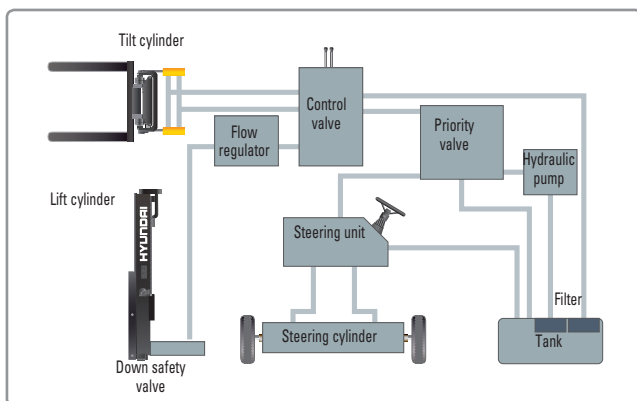 Tilt cylinder
Control
valve
Priority
valve
Flow
regulator
Hydraulic
pump
Lift cylinder
HYUNDAI
Steering unit
Filter
Steering cylinder
Tank
Down safety
valve